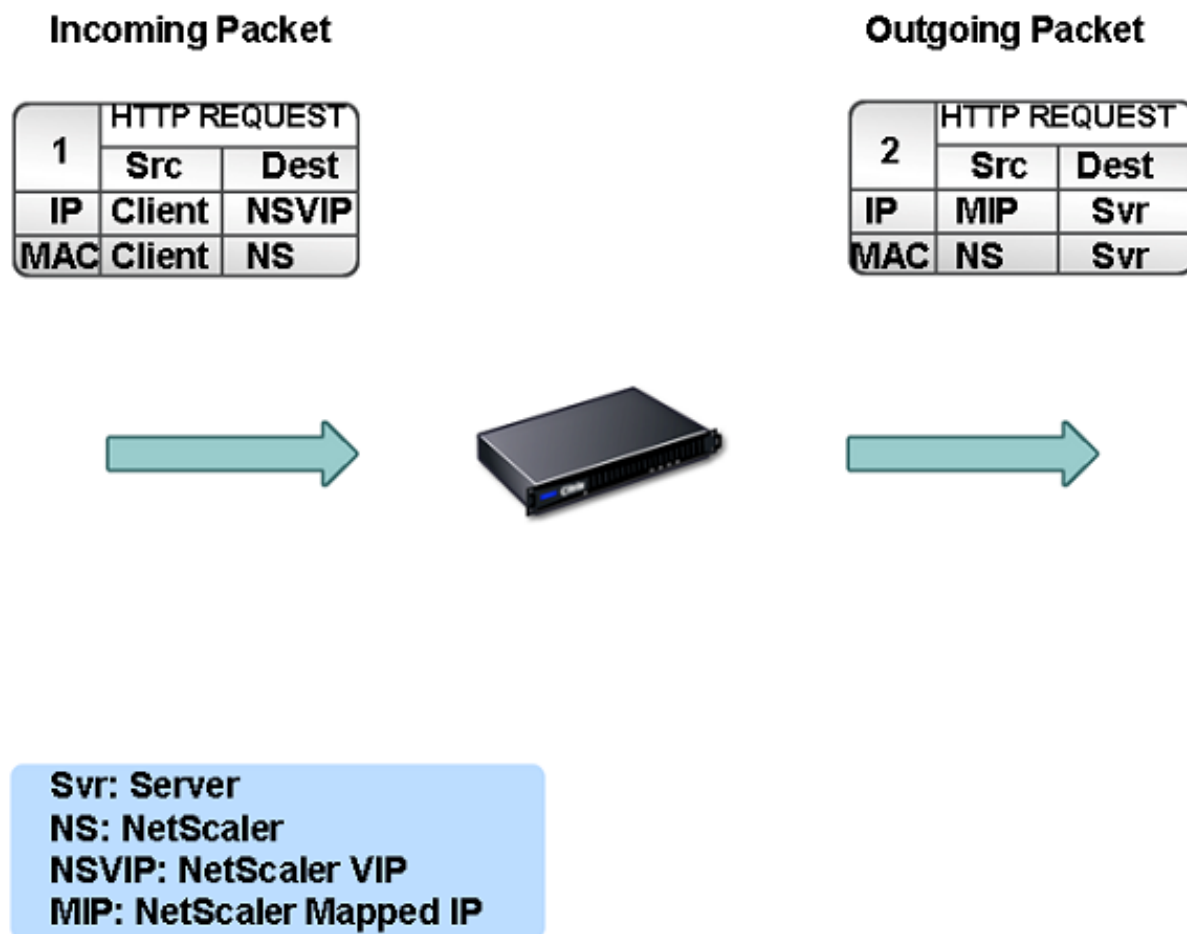 Incoming Packet
Outgoing Packet
1
HTTP REQUEST
Src Dest
IP Client NSVIP
MAC Client NS
2
HTTP REQUEST
Src Dest
IP MIP Svr
MAC NS Svr
Svr: Server
NS: NetScaler
NSVIP: NetScaler VIP
MIP: NetScaler Mapped IP